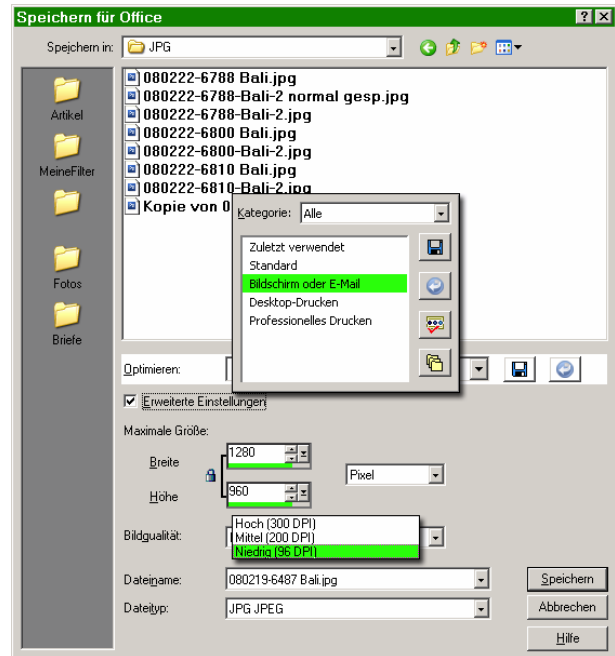 Speichern für Office
Speichern in: JPG
Artikel
MeineFilter
Fotos
Briefe
080222-6788 Bali.jpg
080222-6788-Bali-2 normal gesp.jpg
080222-6788-Bali-2.jpg
080222-6800 Bali.jpg
080222-6800-Bali-2.jpg
080222-6810 Bali.jpg
080222-6810-Bali-2.jpg
Kopie von 0
Kategorie: Alle
Zuletzt verwendet
Standard
Bildschirm oder E-Mail
Desktop-Drucken
Professionelles Drucken
Optimieren:
Erweiterte Einstellungen
Maximale Größe:
Breite 1280
Pixel
Höhe 960
Bildqualität:
Hoch (300 DPI)
Mittel (200 DPI)
Niedrig (96 DPI)
Dateiname: 080219-6487 Bali.jpg
Speichern
Dateityp: JPG JPEG
Abbrechen
Hilfe